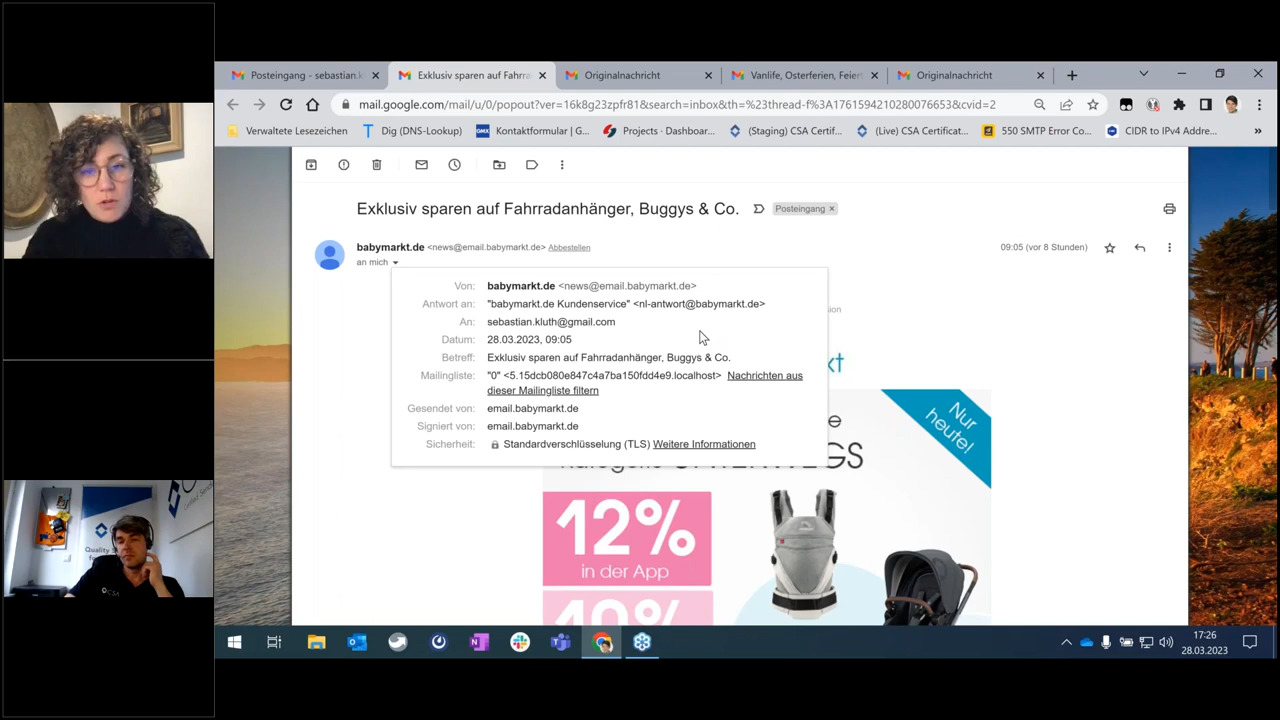 Posteingang - sebastian.k
Exklusiv sparen auf Fahrra
Originalnachricht
Vanlife, Osterferien, Feier
Originalnachricht
mail.google.com/mail/u/0/popout?ver=16k8g23zpfr81&search=inbox&th=%23thread-f%3A1761594210280076653&cvid=2
Verwaltete Lesezeichen
Dig (DNS-Lookup)
GMX
Kontaktformular | G...
Projects · Dashboar...
(Staging) CSA Certif...
(Live) CSA Certificat...
550 SMTP Error Co...
CIDR to IPv4 Addre...
»
Exklusiv sparen auf Fahrradanhänger, Buggys & Co.
Posteingang ×
babymarkt.de <news@email.babymarkt.de> Abbestellen
09:05 (vor 8 Stunden)
an mich
Von: babymarkt.de <news@email.babymarkt.de>
Antwort an: "babymarkt.de Kundenservice" <nl-antwort@babymarkt.de>
An: sebastian.kluth@gmail.com
Datum: 28.03.2023, 09:05
Betreff: Exklusiv sparen auf Fahrradanhänger, Buggys & Co.
Mailingliste: "0" <5.15dcb080e847c4a7ba150fdd4e9.localhost> Nachrichten aus
dieser Mailingliste filtern
Gesendet von: email.babymarkt.de
Signiert von: email.babymarkt.de
Sicherheit: Standardverschlüsselung (TLS) Weitere Informationen
Nur
heute!
12%
in der App
Quality
17:26
28.03.2023